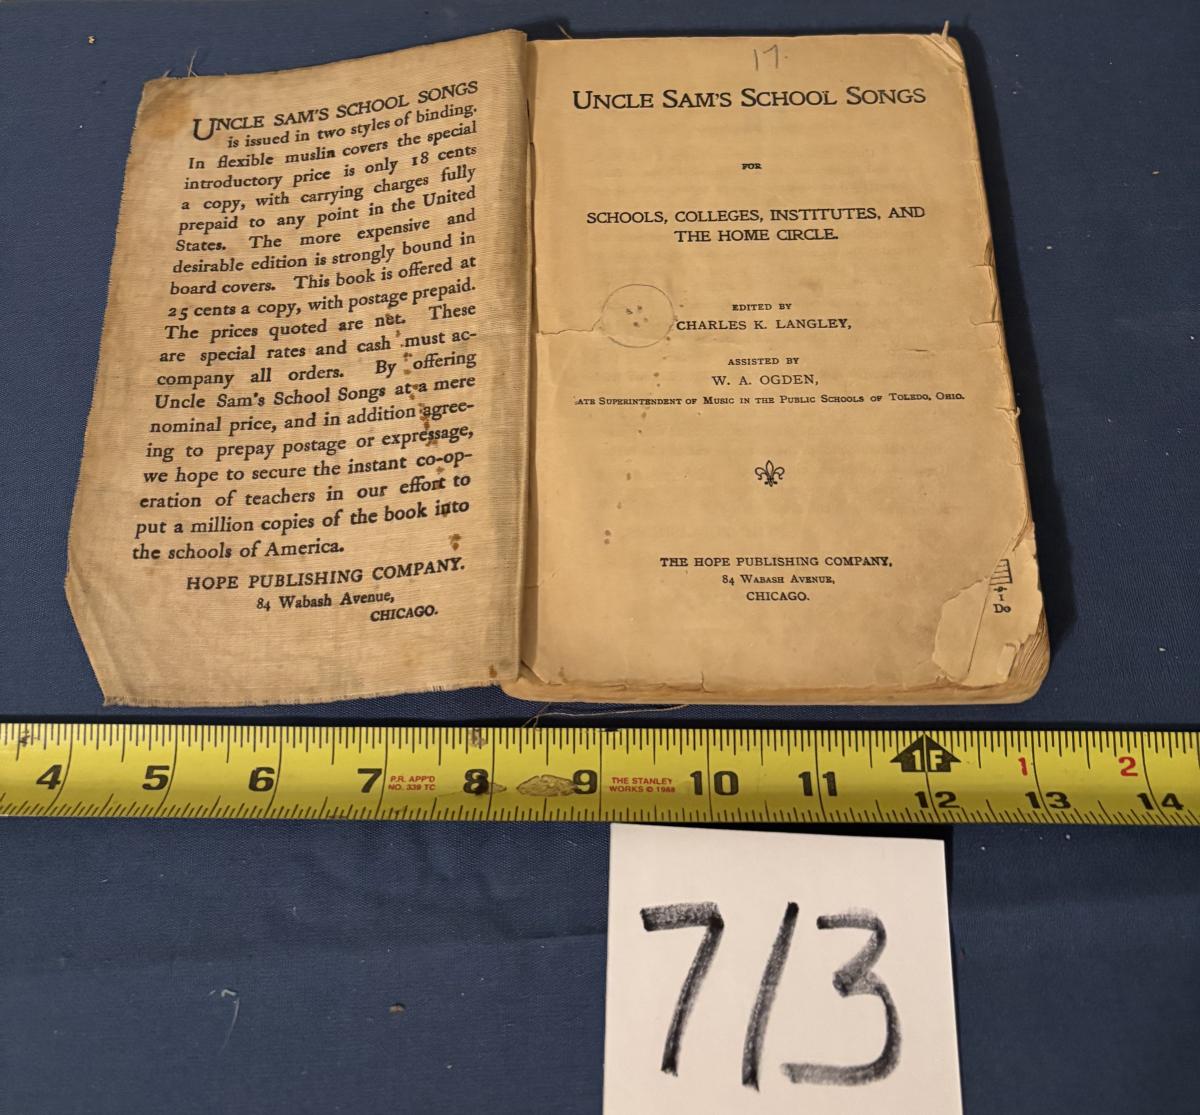 UNCLE SAM'S SCHOOL SONGS
is issued in two styles of binding.
In flexible muslin covers the special
introductory price is only 18 cents
a copy, with carrying charges fully
prepaid to any point in the United
States. The more expensive and
desirable edition is strongly bound in
board covers. This book is offered at
25 cents a copy, with postage prepaid.
The prices quoted are net. These
are special rates and cash must ac-
company all orders. By offering
Uncle Sam's School Songs at a mere
nominal price, and in addition agree-
ing to prepay postage or expressage,
we hope to secure the instant co-op-
eration of teachers in our effort to
put a million copies of the book into
the schools of America.
HOPE PUBLISHING COMPANY.
84 Wabash Avenue,
CHICAGO.
17.
UNCLE SAM'S SCHOOL SONGS
FOR
SCHOOLS, COLLEGES, INSTITUTES, AND
THE HOME CIRCLE.
EDITED BY
CHARLES K. LANGLEY,
ASSISTED BY
W. A. OGDEN,
ATE SUPERINTENDENT OF MUSIC IN THE PUBLIC SCHOOLS OF TOLEDO, OHIO.
THE HOPE PUBLISHING COMPANY,
84 WABASH AVENUE,
CHICAGO.
1
Do
4 5 6 7 P.R. APP'D NO. 339 TC 8 9 THE STANLEY WORKS © 1988 10 11 1F 12 1 13 2 14
713